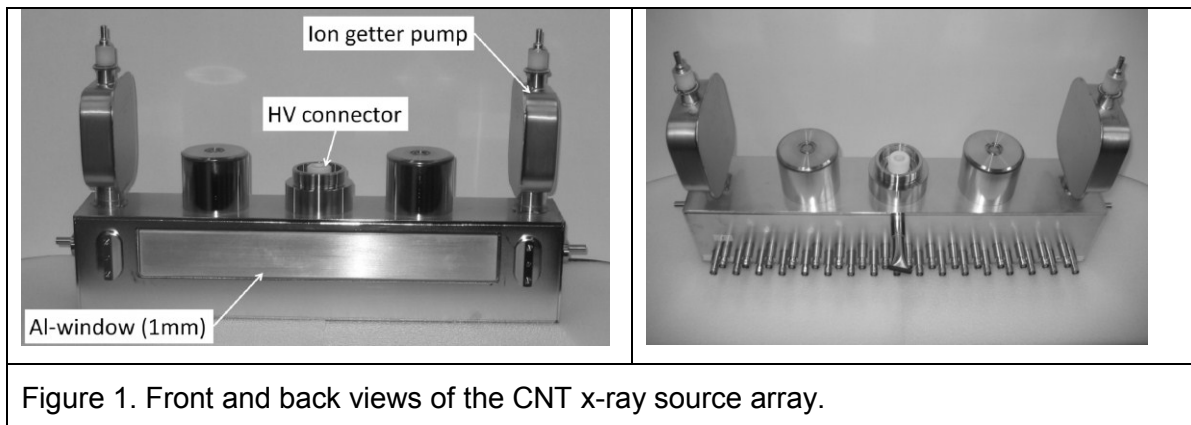 Ion getter pump
HV connector
Al-window (1mm)
Figure 1. Front and back views of the CNT x-ray source array.